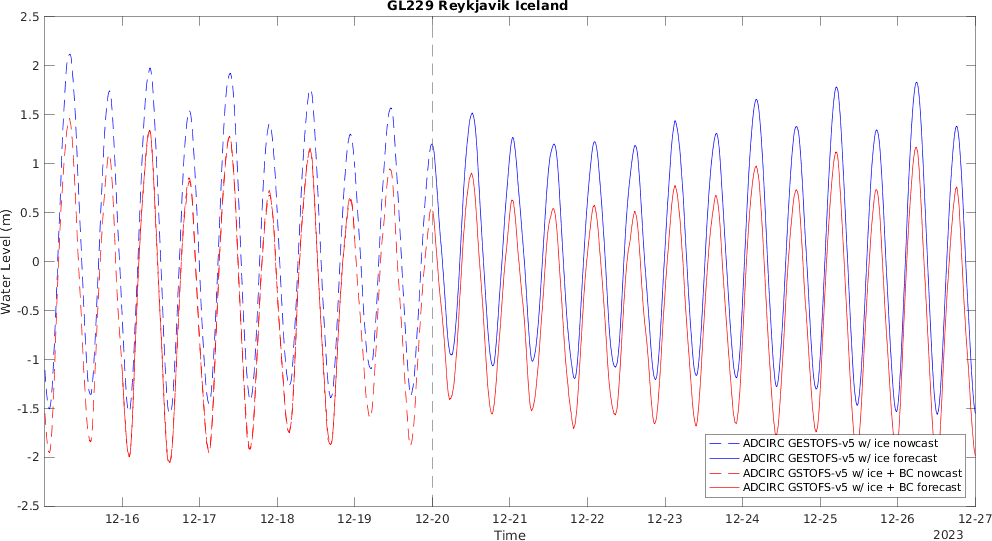 GL229 Reykjavik Iceland
2.5
2
1.5
1
0.5
0
-0.5
-1
-1.5
-2
-2.5
Water Level (m)
ADCIRC GESTOFS-v5 w/ ice nowcast
ADCIRC GESTOFS-v5 w/ ice forecast
ADCIRC GSTOFS-v5 w/ ice + BC nowcast
ADCIRC GSTOFS-v5 w/ ice + BC forecast
12-16 12-17 12-18 12-19 12-20 12-21 12-22 12-23 12-24 12-25 12-26 12-27
Time
2023